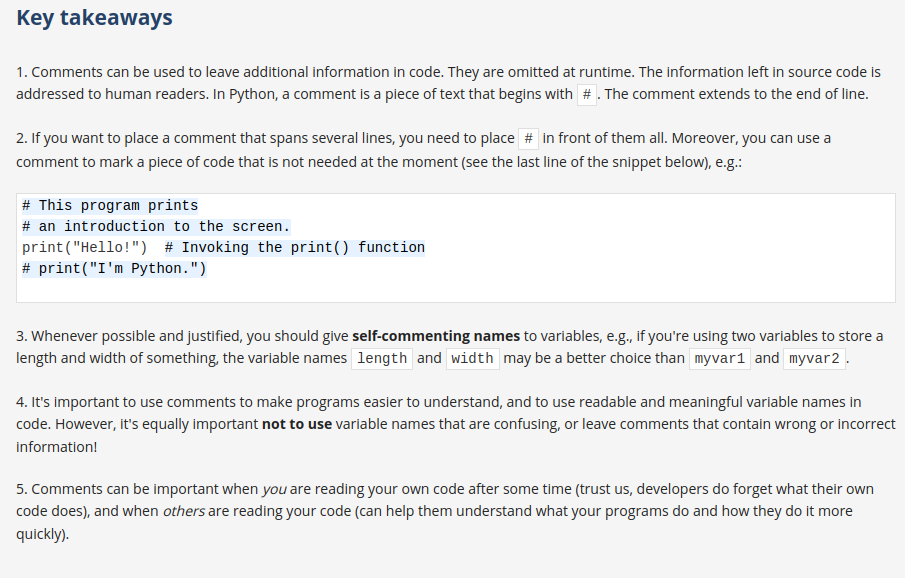 Key takeaways
1. Comments can be used to leave additional information in code. They are omitted at runtime. The information left in source code is
addressed to human readers. In Python, a comment is a piece of text that begins with # . The comment extends to the end of line.
2. If you want to place a comment that spans several lines, you need to place # in front of them all. Moreover, you can use a
comment to mark a piece of code that is not needed at the moment (see the last line of the snippet below), e.g.:
# This program prints
# an introduction to the screen.
print("Hello!")  # Invoking the print() function
# print("I'm Python.")
3. Whenever possible and justified, you should give self-commenting names to variables, e.g., if you're using two variables to store a
length and width of something, the variable names length and width may be a better choice than myvar1 and myvar2 .
4. It's important to use comments to make programs easier to understand, and to use readable and meaningful variable names in
code. However, it's equally important not to use variable names that are confusing, or leave comments that contain wrong or incorrect
information!
5. Comments can be important when you are reading your own code after some time (trust us, developers do forget what their own
code does), and when others are reading your code (can help them understand what your programs do and how they do it more
quickly).